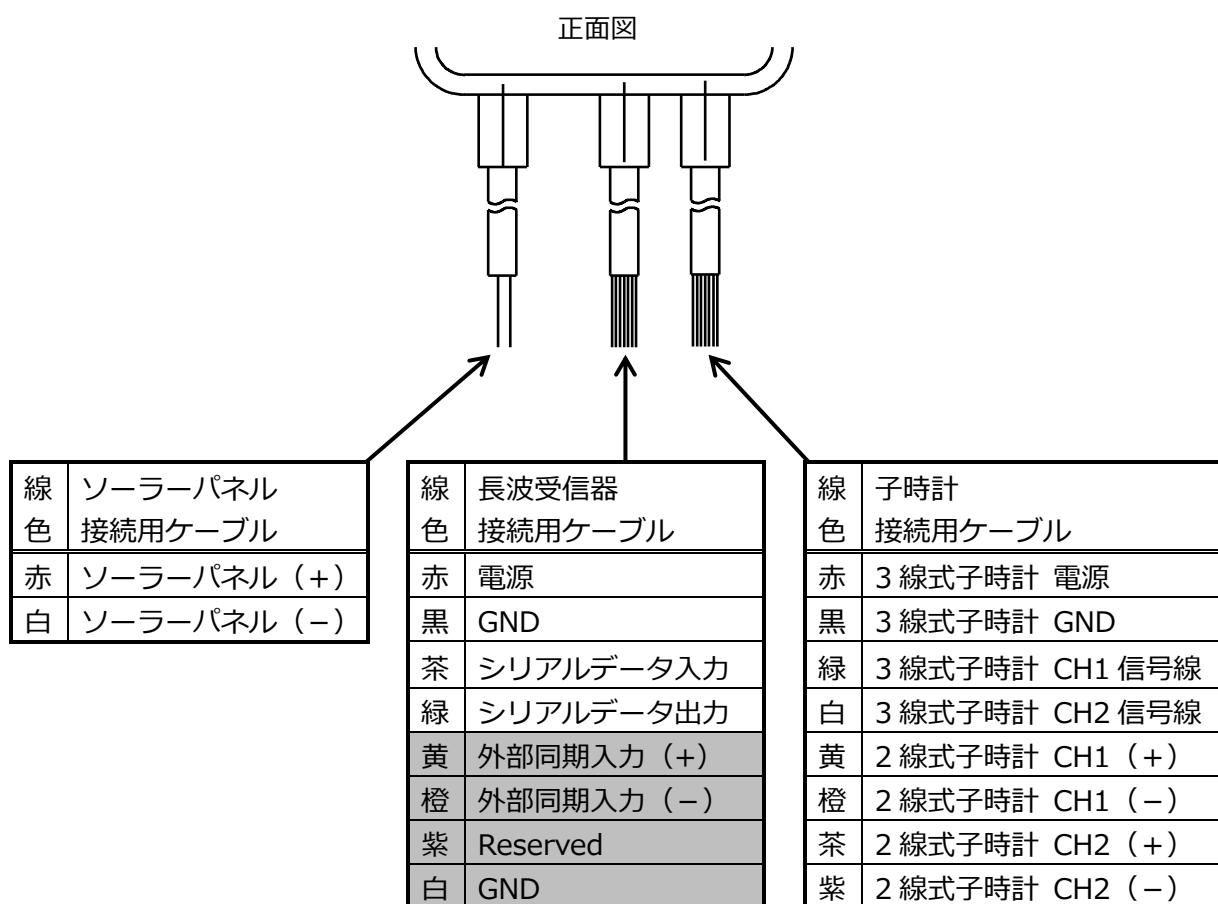 正面図
線 ソーラーパネル
色 接続用ケーブル
赤 ソーラーパネル（+）
白 ソーラーパネル（−）
線 長波受信器
色 接続用ケーブル
赤 電源
黒 GND
茶 シリアルデータ入力
緑 シリアルデータ出力
黄 外部同期入力（+）
橙 外部同期入力（−）
紫 Reserved
白 GND
線 子時計
色 接続用ケーブル
赤 3線式子時計 電源
黒 3線式子時計 GND
緑 3線式子時計 CH1信号線
白 3線式子時計 CH2信号線
黄 2線式子時計 CH1（+）
橙 2線式子時計 CH1（−）
茶 2線式子時計 CH2（+）
紫 2線式子時計 CH2（−）